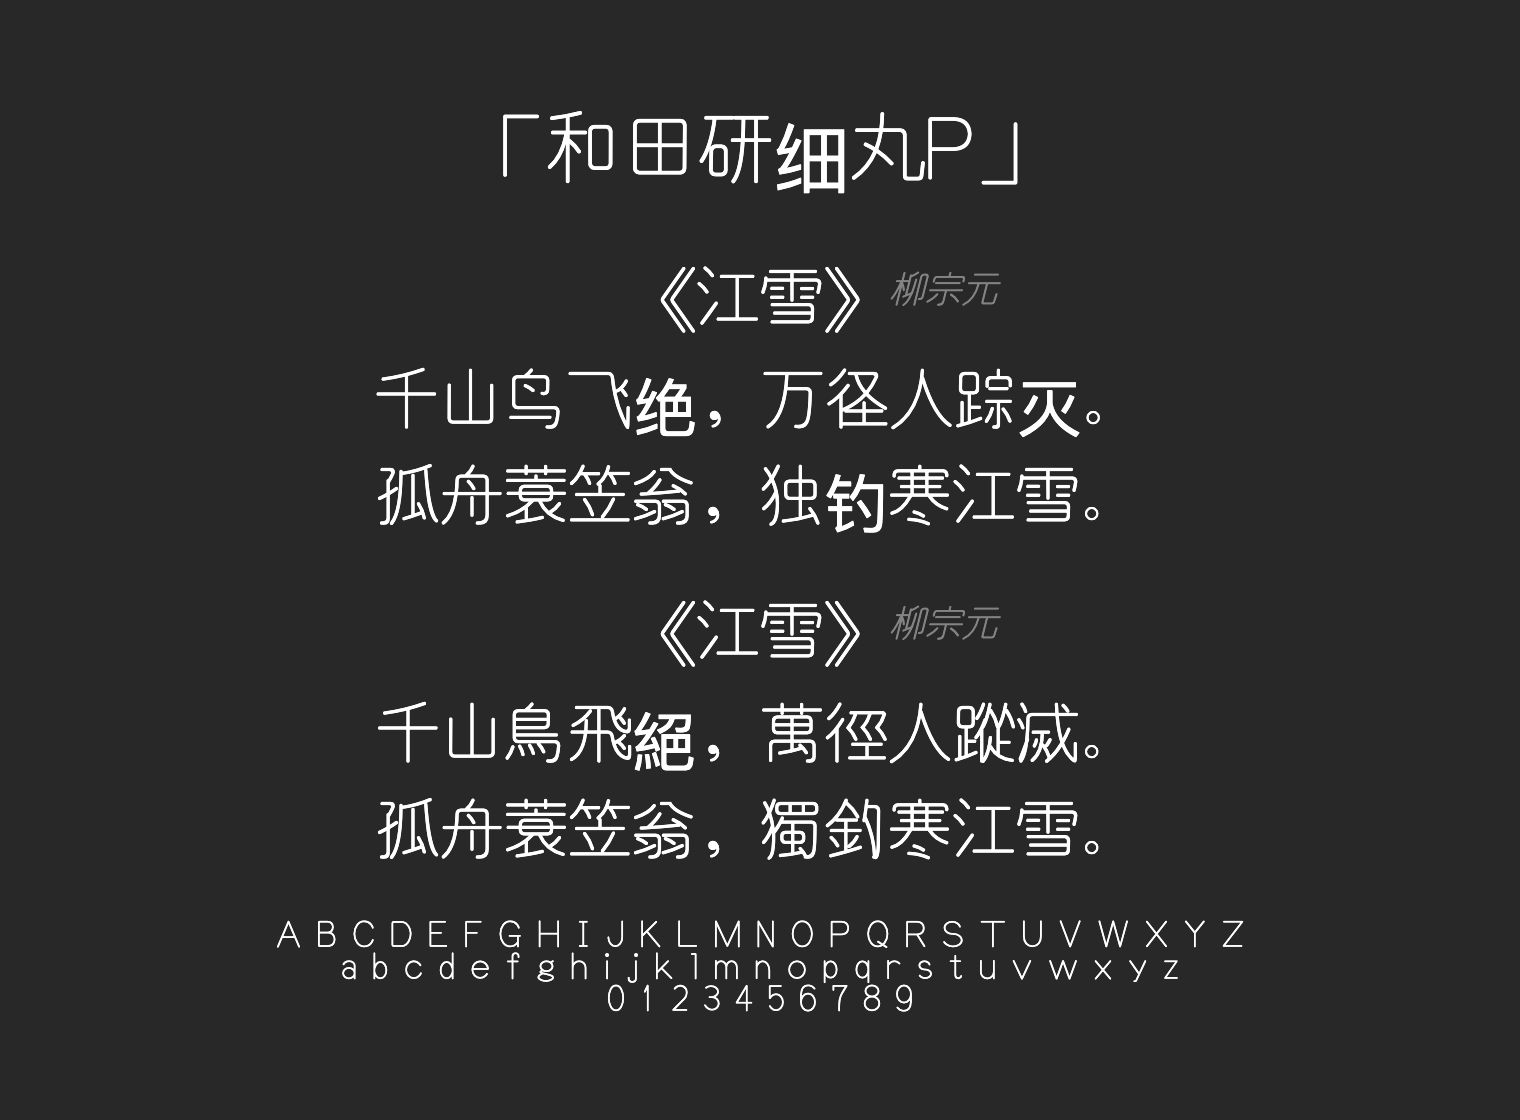 「和田研细丸P」
《江雪》 柳宗元
千山鸟飞绝，万径人踪灭。
孤舟蓑笠翁，独钓寒江雪。
《江雪》 柳宗元
千山鳥飛絕，萬徑人蹤滅。
孤舟蓑笠翁，獨釣寒江雪。
A B C D E F G H I J K L M N O P Q R S T U V W X Y Z
a b c d e f g h i j k l m n o p q r s t u v w x y z
0 1 2 3 4 5 6 7 8 9